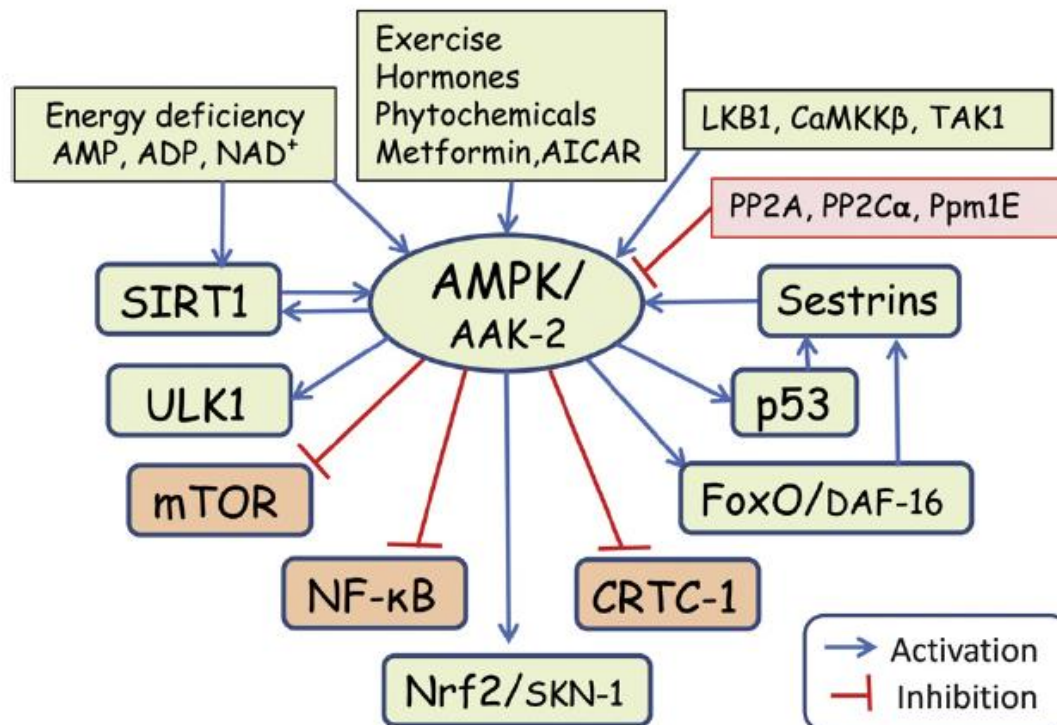 Exercise
Hormones
Phytochemicals
Metformin,AICAR
Energy deficiency
AMP, ADP, NAD⁺
LKB1, CaMKKβ, TAK1
PP2A, PP2Cα, Ppm1E
AMPK/
AAK-2
SIRT1
Sestrins
ULK1
p53
mTOR
FoxO/DAF-16
NF-κB
CRTC-1
Nrf2/SKN-1
Activation
Inhibition